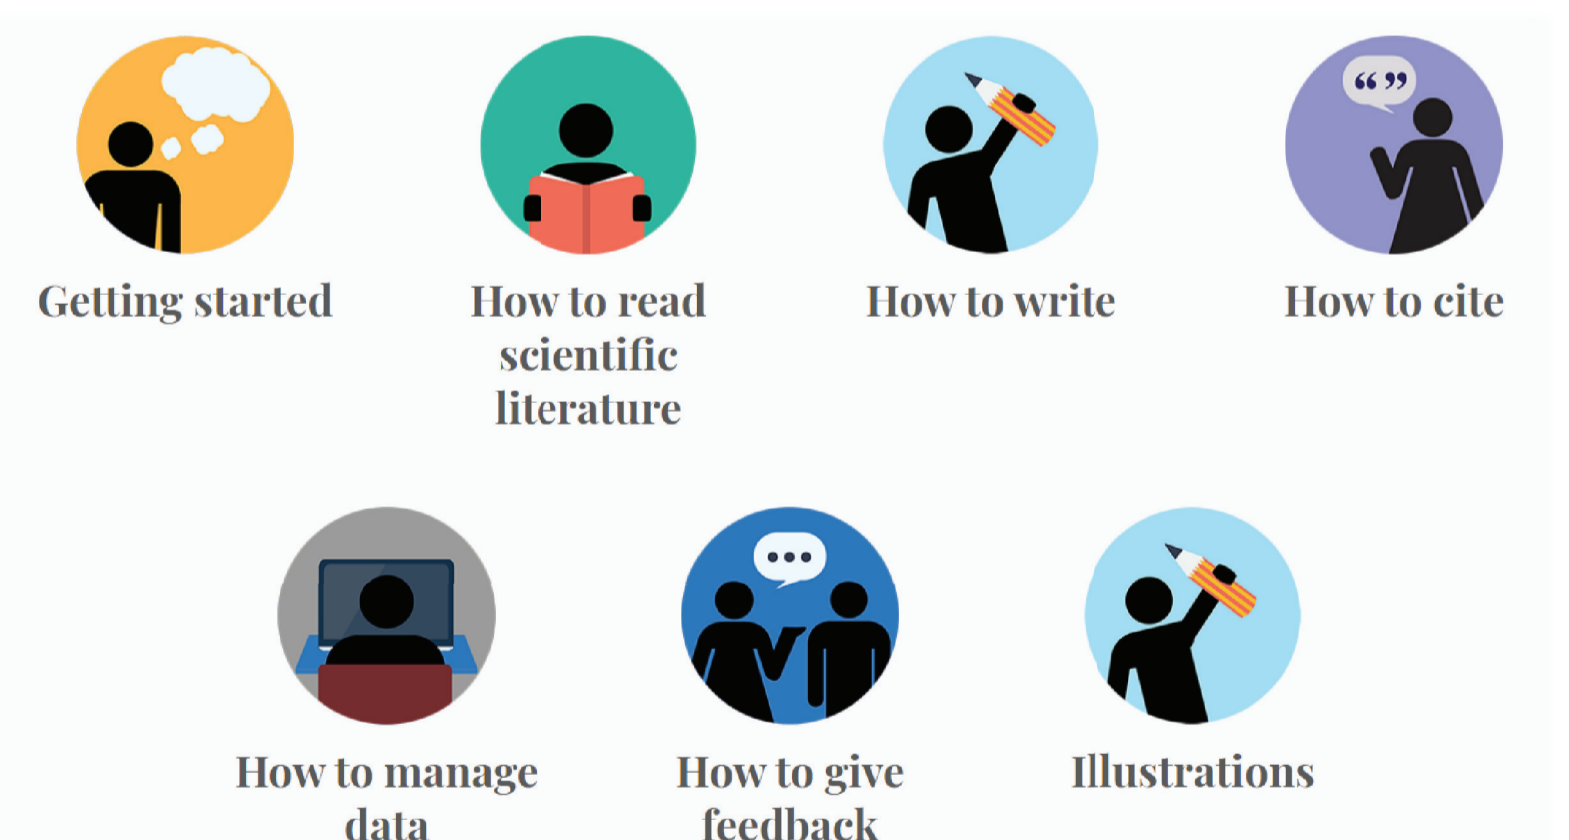 “ ”
Getting started
How to read
scientific
literature
How to write
How to cite
How to manage
data
How to give
feedback
Illustrations